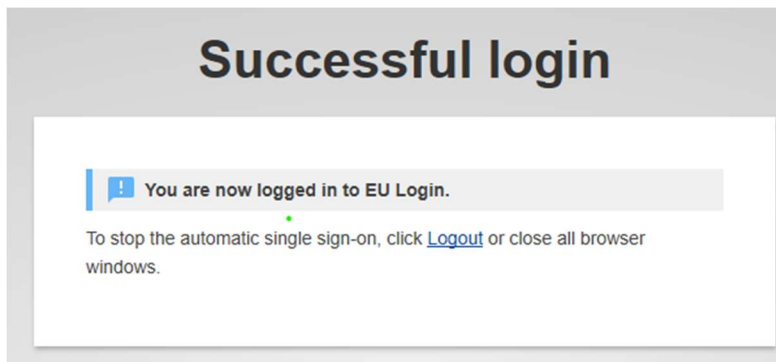 Successful login
You are now logged in to EU Login.
To stop the automatic single sign-on, click Logout or close all browser
windows.